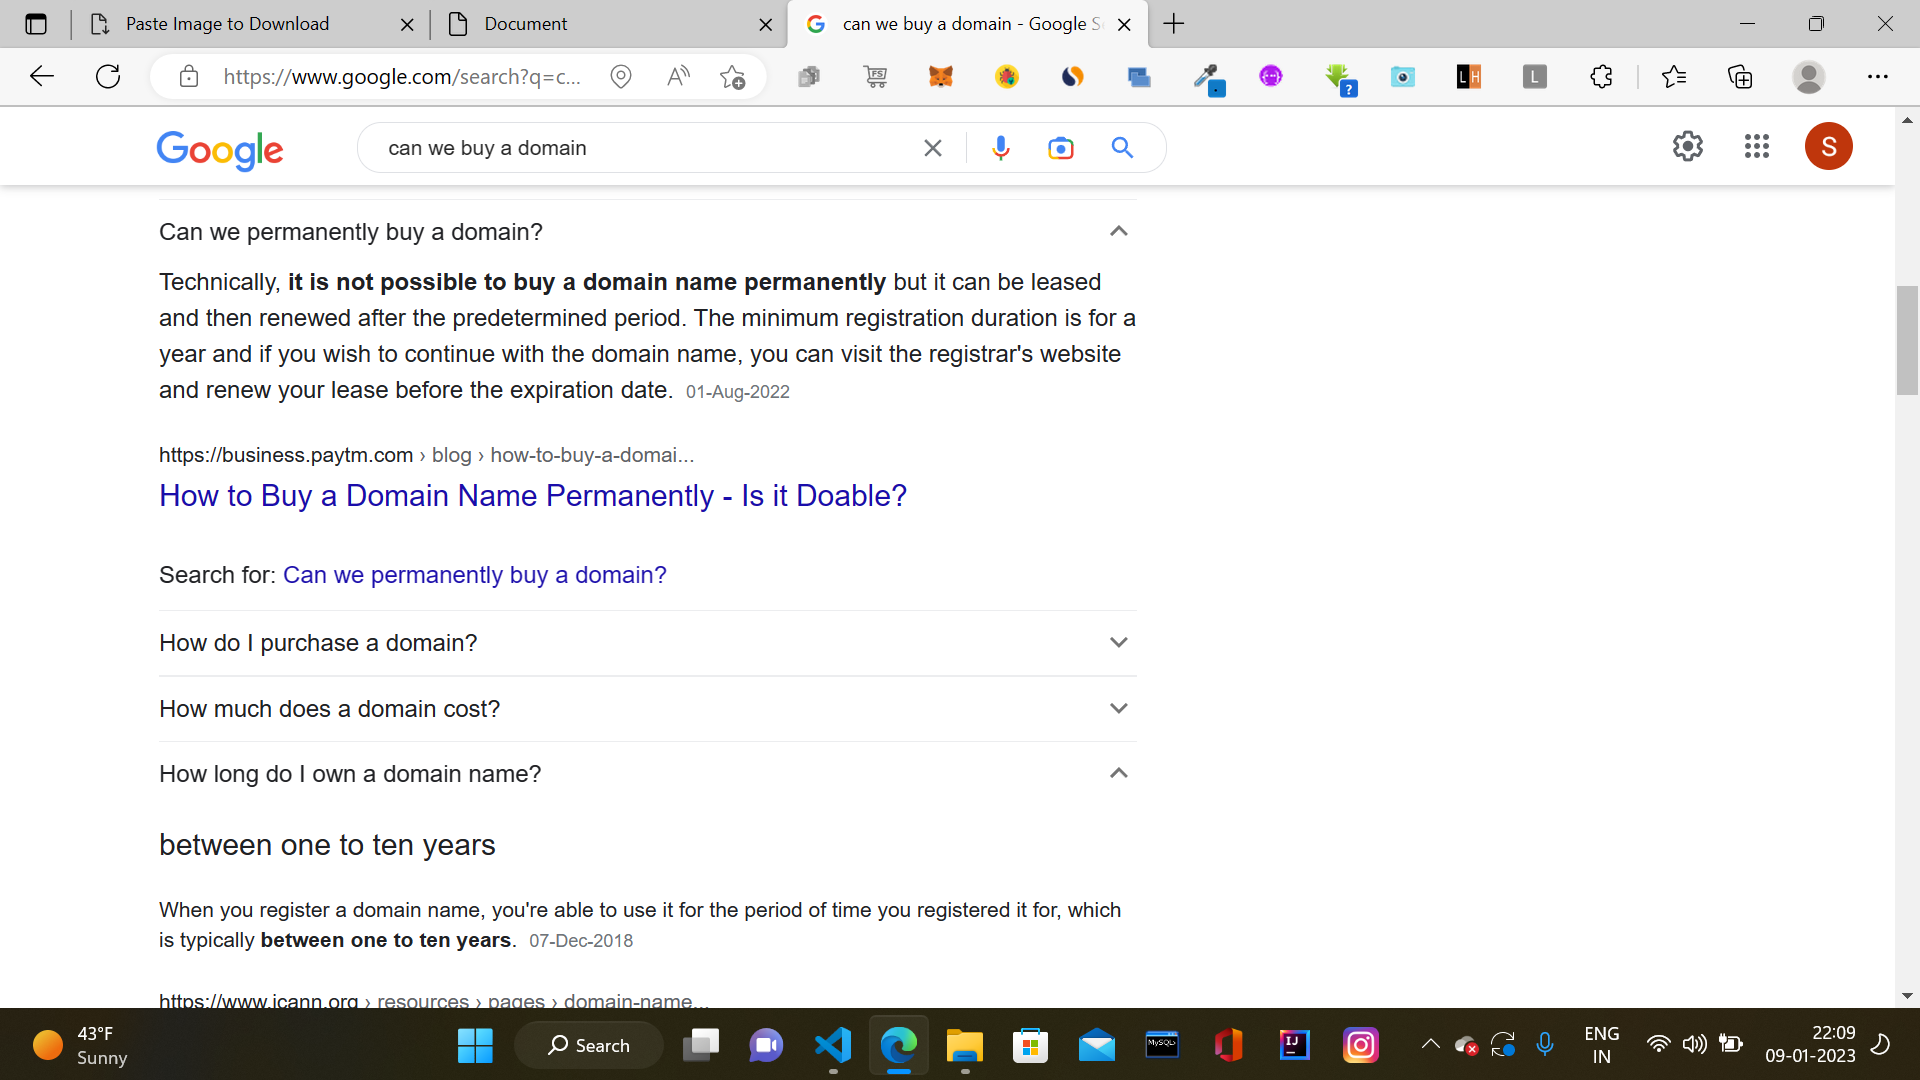 Paste Image to Download
Document
can we buy a domain - Google S
https://www.google.com/search?q=c...
FS
?
LH
L
Google
can we buy a domain
S
Can we permanently buy a domain?
Technically, it is not possible to buy a domain name permanently but it can be leased
and then renewed after the predetermined period. The minimum registration duration is for a
year and if you wish to continue with the domain name, you can visit the registrar's website
and renew your lease before the expiration date. 01-Aug-2022
https://business.paytm.com › blog › how-to-buy-a-domai...
How to Buy a Domain Name Permanently - Is it Doable?
Search for: Can we permanently buy a domain?
How do I purchase a domain?
How much does a domain cost?
How long do I own a domain name?
between one to ten years
When you register a domain name, you're able to use it for the period of time you registered it for, which
is typically between one to ten years. 07-Dec-2018
https://www.icann.org › resources › pages › domain-name...
43°F
Sunny
Search
MySQL
IJ
ENG
IN
22:09
09-01-2023